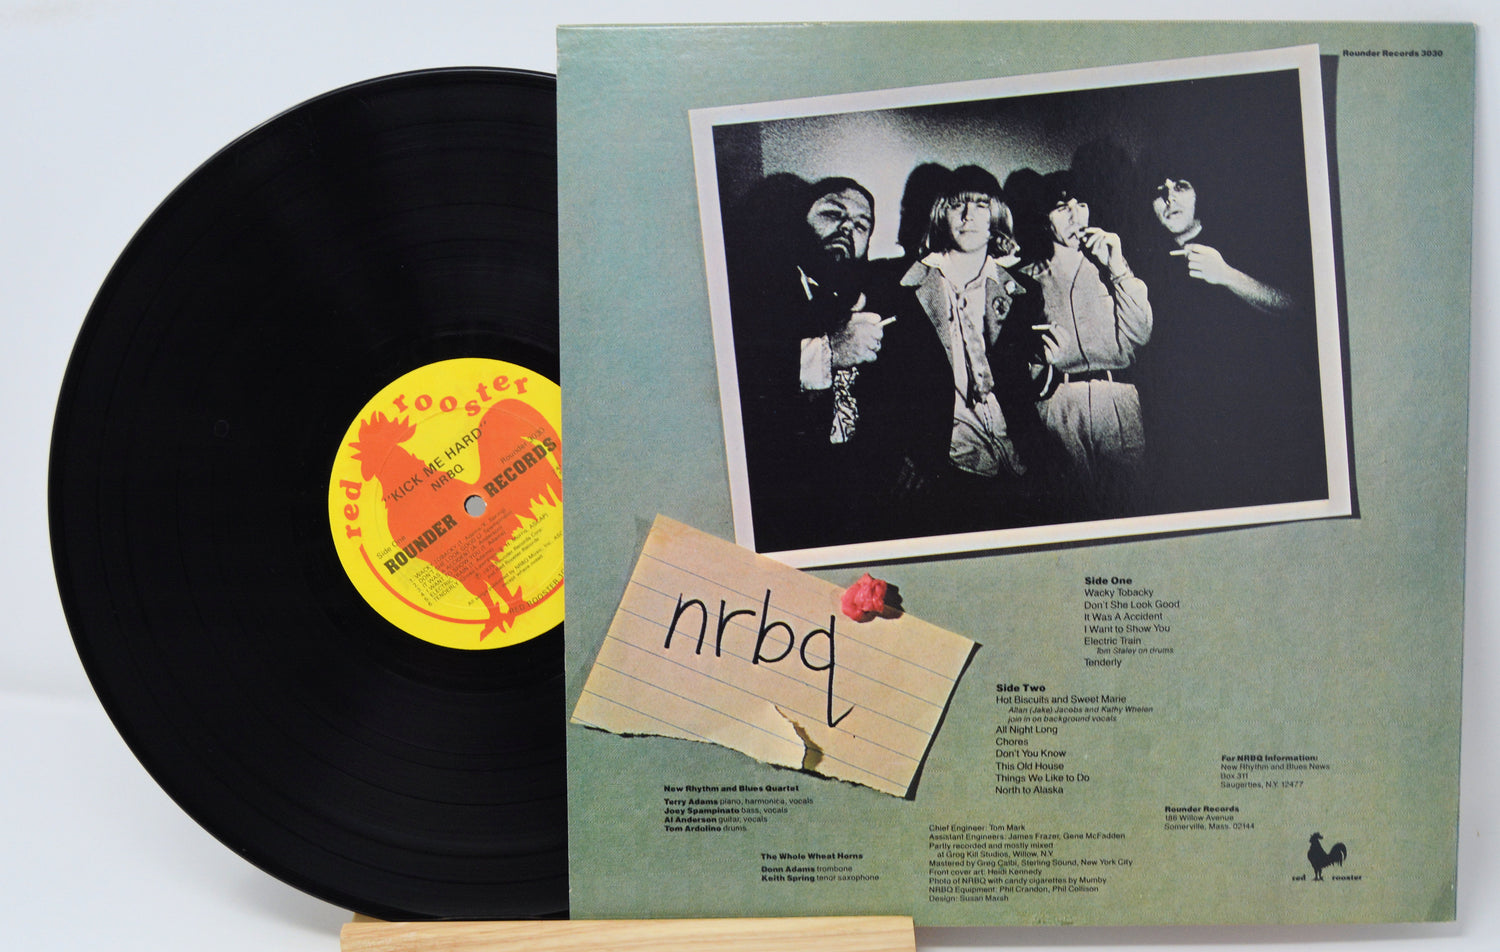 red rooster
"KICK ME HARD"
NRBQ
Rounder 3030
ROUNDER RECORDS
Side One
Rounder Records 3030
nrbq
Side One
Wacky Tobacky
Don't She Look Good
It Was A Accident
I Want to Show You
Electric Train
Tom Staley on drums
Tenderly
Side Two
Hot Biscuits and Sweet Marie
Allan (Jake) Jacobs and Kathy Whelen
join in on background vocals
All Night Long
Chores
Don't You Know
This Old House
Things We Like to Do
North to Alaska
New Rhythm and Blues Quartet
Terry Adams piano, harmonica, vocals
Joey Spampinato bass, vocals
Al Anderson guitar, vocals
Tom Ardolino drums
The Whole Wheat Horns
Donn Adams trombone
Keith Spring tenor saxophone
Chief Engineer: Tom Mark
Assistant Engineers: James Frazer, Gene McFadden
Partly recorded and mostly mixed
at Grog Kill Studios, Willow, N.Y.
Mastered by Greg Calbi, Sterling Sound, New York City
Front cover art: Heidi Kennedy
Photo of NRBQ with candy cigarettes by Mumby
NRBQ Equipment: Phil Crandon, Phil Collison
Design: Susan Marsh
For NRBQ Information:
New Rhythm and Blues News
Box 311
Saugerties, N.Y. 12477
Rounder Records
186 Willow Avenue
Somerville, Mass. 02144
red rooster